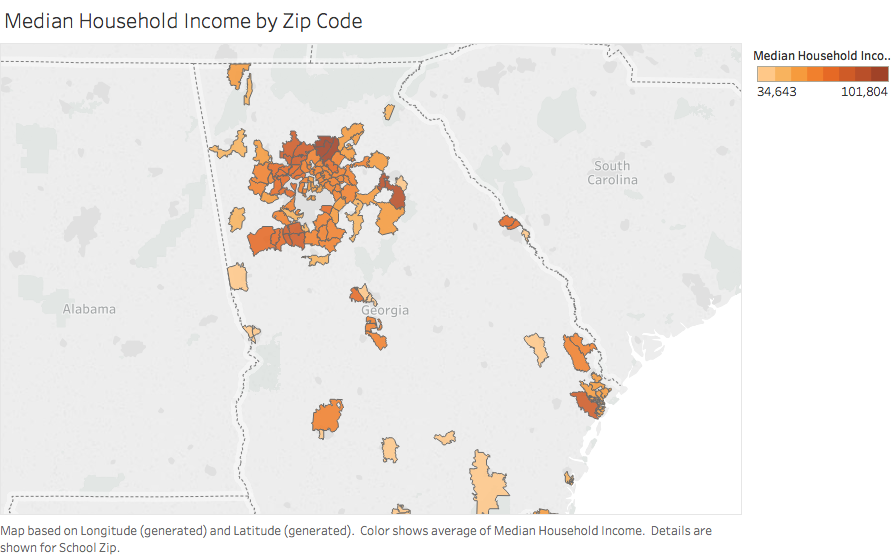 Median Household Income by Zip Code
Median Household Inco..
34,643
101,804
South
Carolina
Alabama
Georgia
Map based on Longitude (generated) and Latitude (generated).  Color shows average of Median Household Income.  Details are
shown for School Zip.